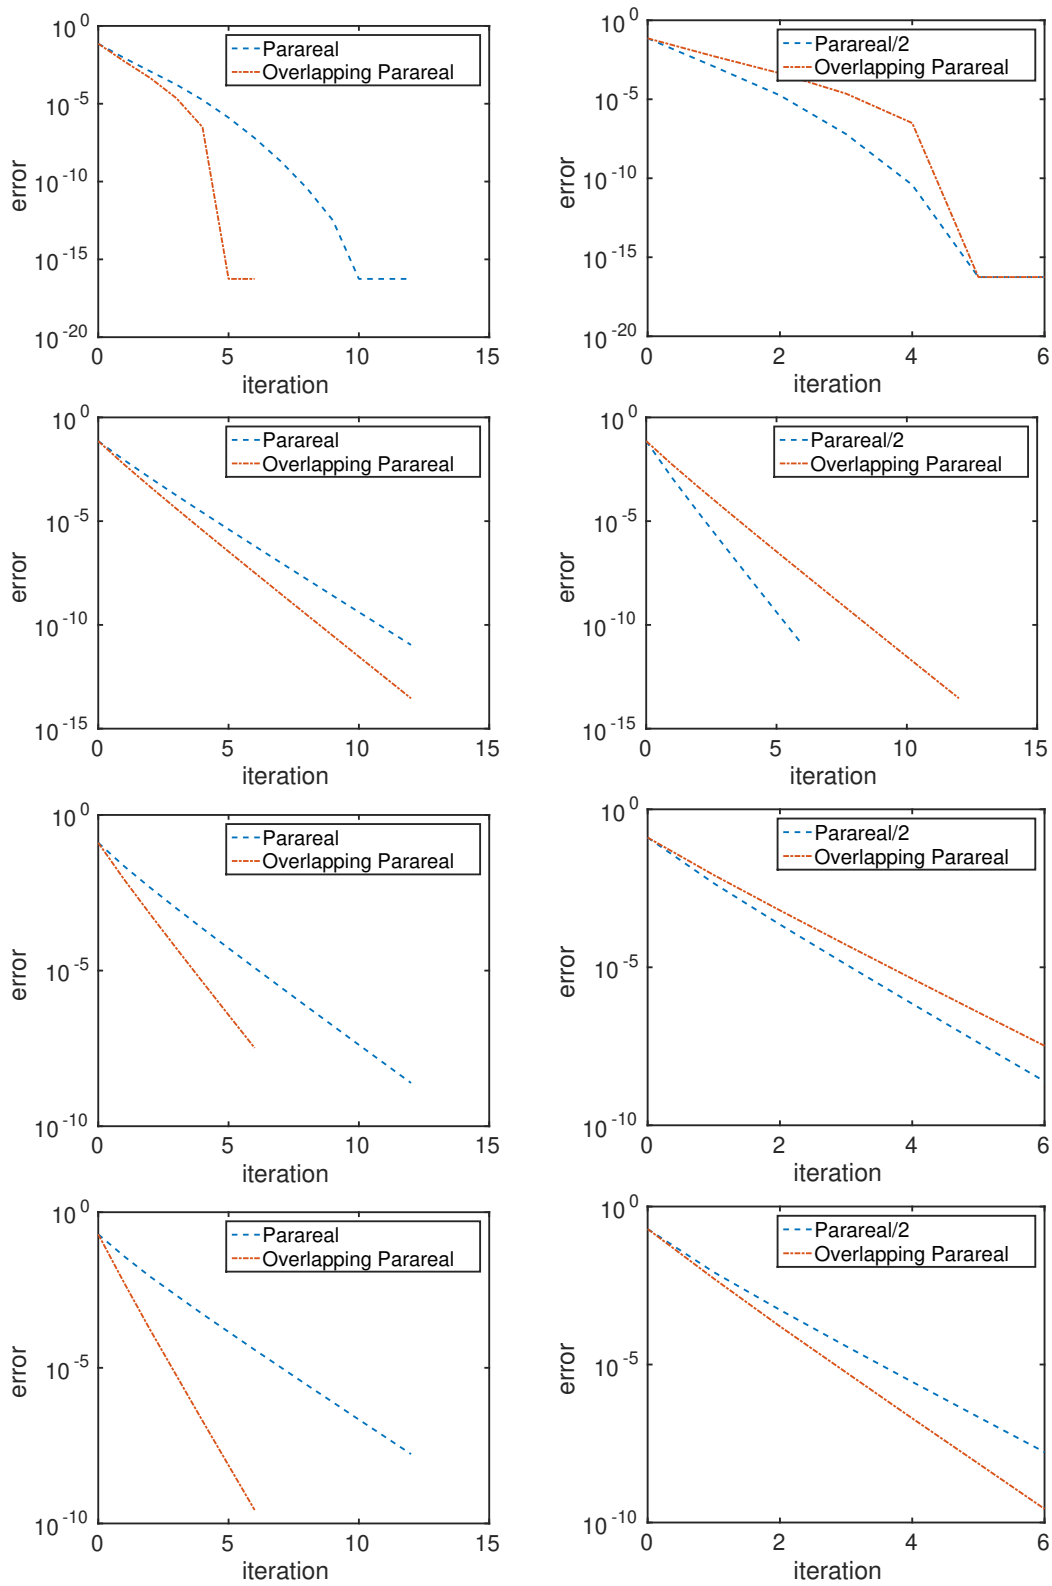 10^0
Parareal
Overlapping Parareal
10^-5
error
10^-10
10^-15
10^-20
0 5 10 15
iteration
10^0
Parareal/2
Overlapping Parareal
10^-5
error
10^-10
10^-15
10^-20
0 2 4 6
iteration
10^0
Parareal
Overlapping Parareal
10^-5
error
10^-10
10^-15
0 5 10 15
iteration
10^0
Parareal/2
Overlapping Parareal
10^-5
error
10^-10
10^-15
0 5 10 15
iteration
10^0
Parareal
Overlapping Parareal
error
10^-5
10^-10
0 5 10 15
iteration
10^0
Parareal/2
Overlapping Parareal
error
10^-5
10^-10
0 2 4 6
iteration
10^0
Parareal
Overlapping Parareal
error
10^-5
10^-10
0 5 10 15
iteration
10^0
Parareal/2
Overlapping Parareal
error
10^-5
10^-10
0 2 4 6
iteration